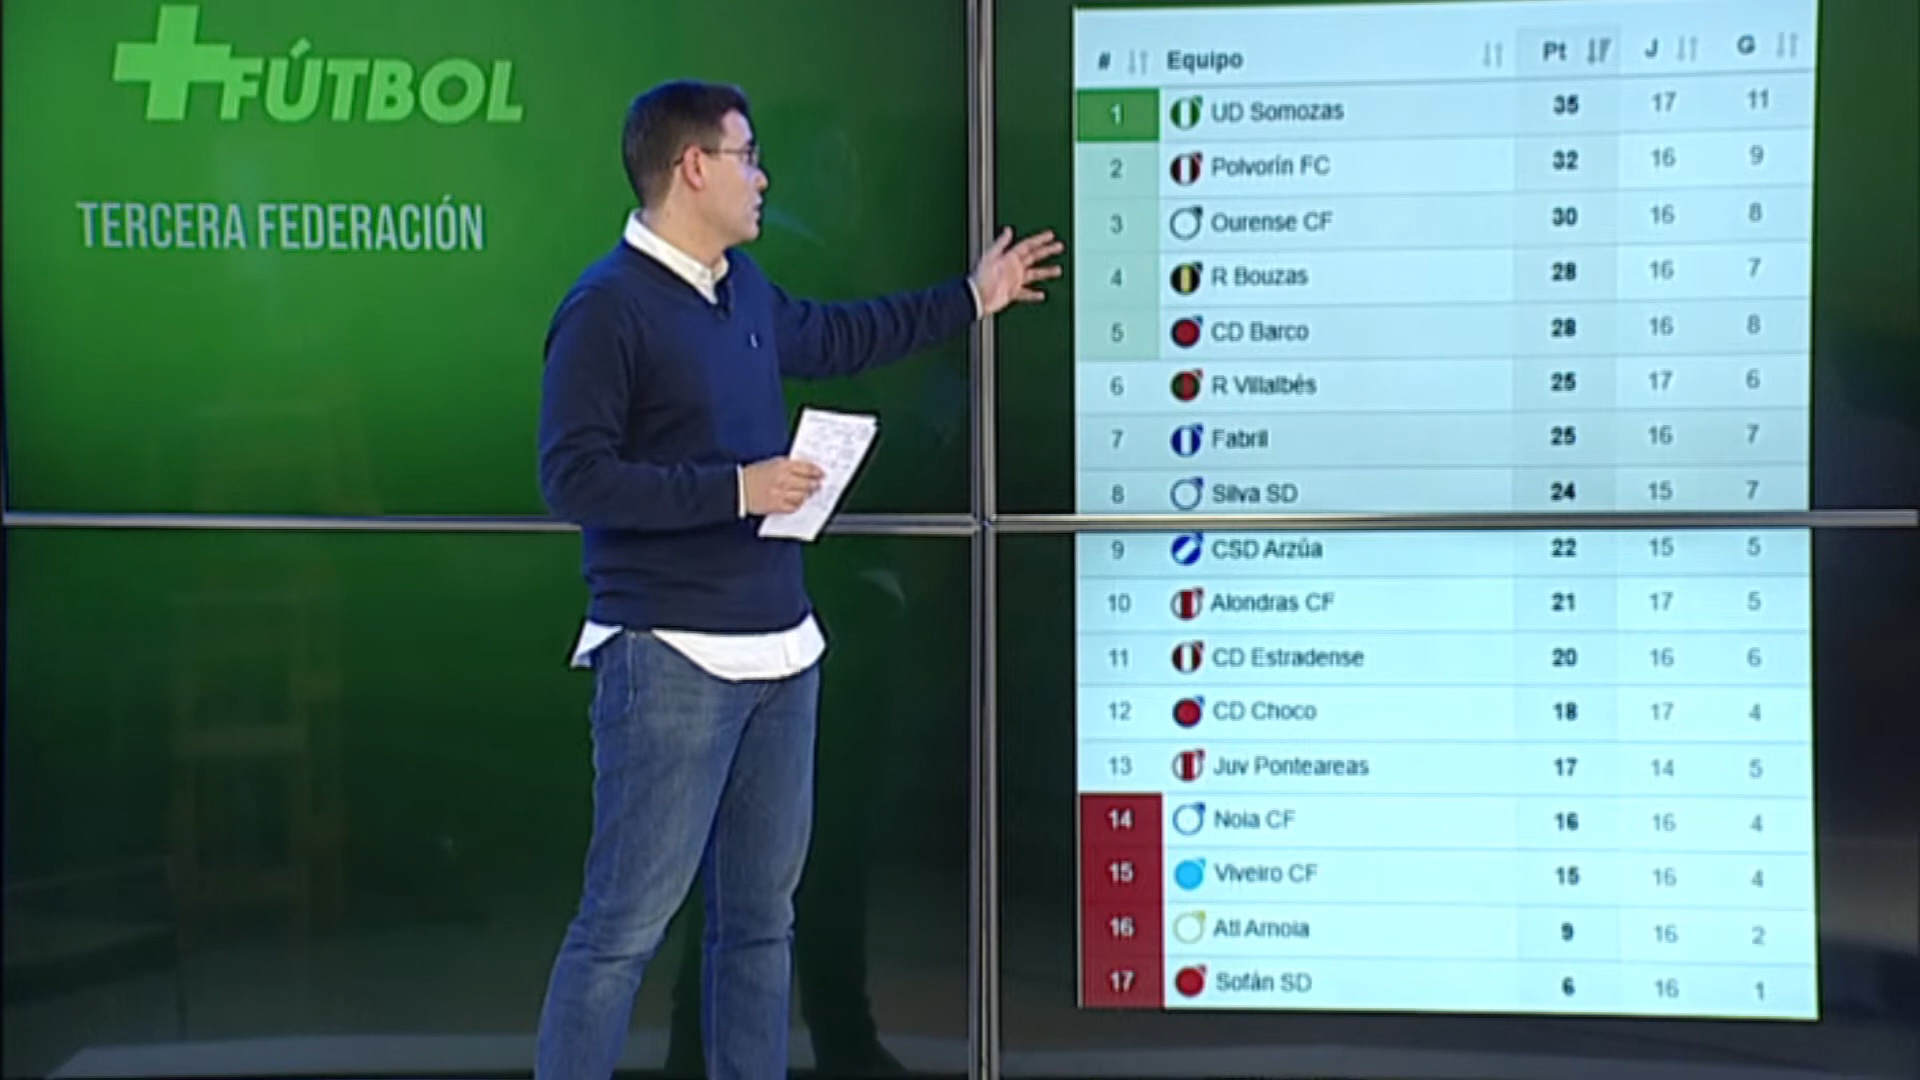 +FÚTBOL
TERCERA FEDERACIÓN
# Equipo Pt J G
1 UD Somozas 35 17 11
2 Polvorín FC 32 16 9
3 Ourense CF 30 16 8
4 R Bouzas 28 16 7
5 CD Barco 28 16 8
6 R Villalbés 25 17 6
7 Fabril 25 16 7
8 Silva SD 24 15 7
9 CSD Arzúa 22 15 5
10 Alondras CF 21 17 5
11 CD Estradense 20 16 6
12 CD Choco 18 17 4
13 Juv Ponteareas 17 14 5
14 Noia CF 16 16 4
15 Viveiro CF 15 16 4
16 Atl Arnoia 9 16 2
17 Sofán SD 6 16 1